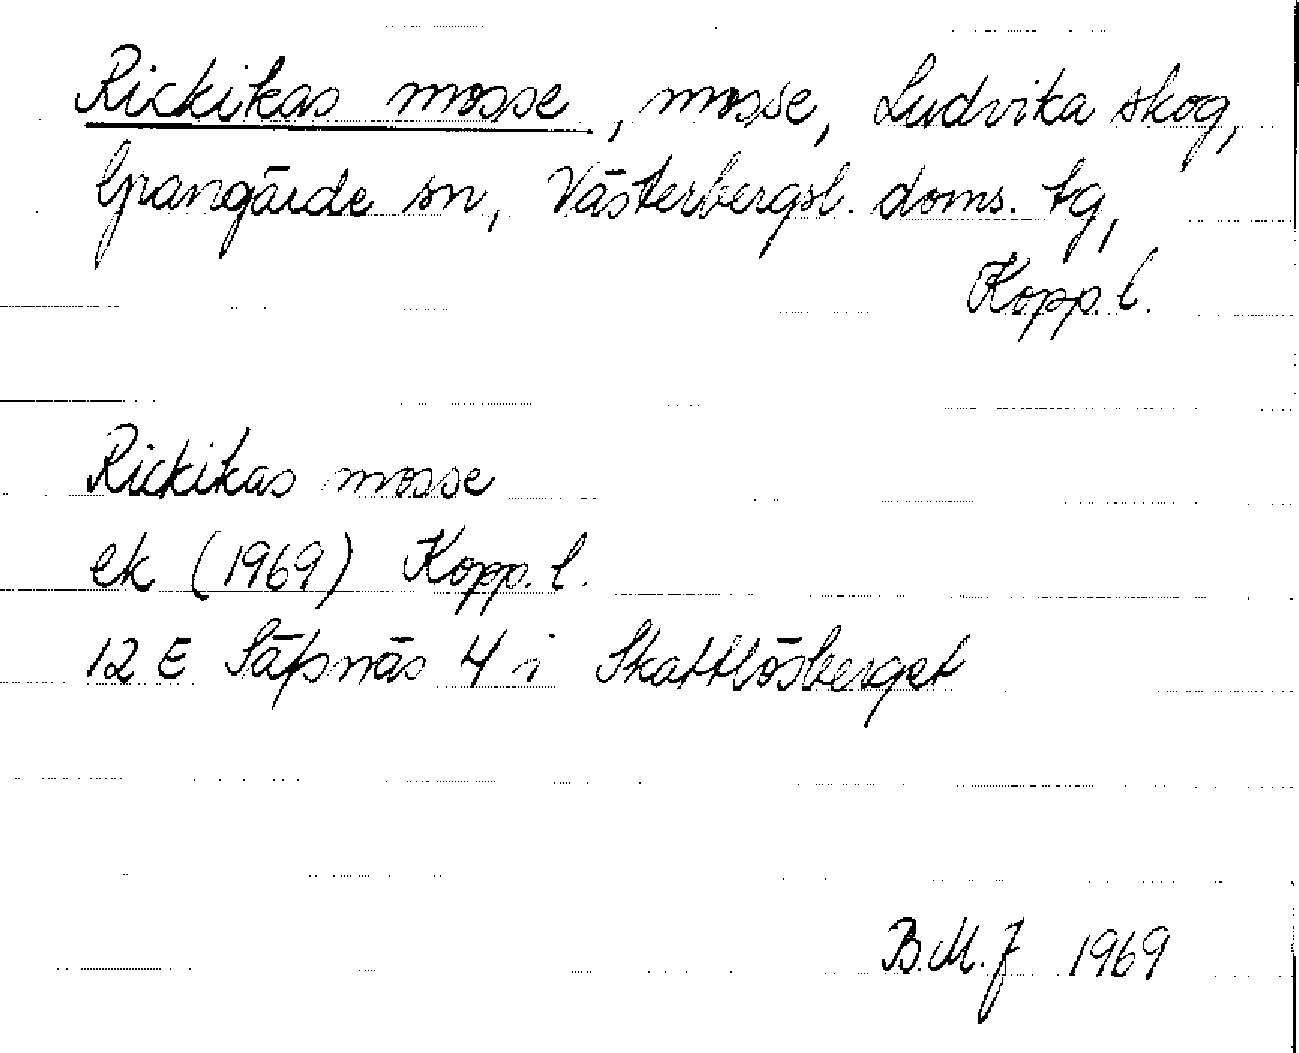 Rickikas mosse, mosse, Ludvika skog,
Grangärde sn, Västerbergsl. doms. tg,
Kopp. l.
Rickikas mosse
ek (1969) Kopp. l.
12 E Säfsnäs 4 i Skattlösberget
B.M.J 1969